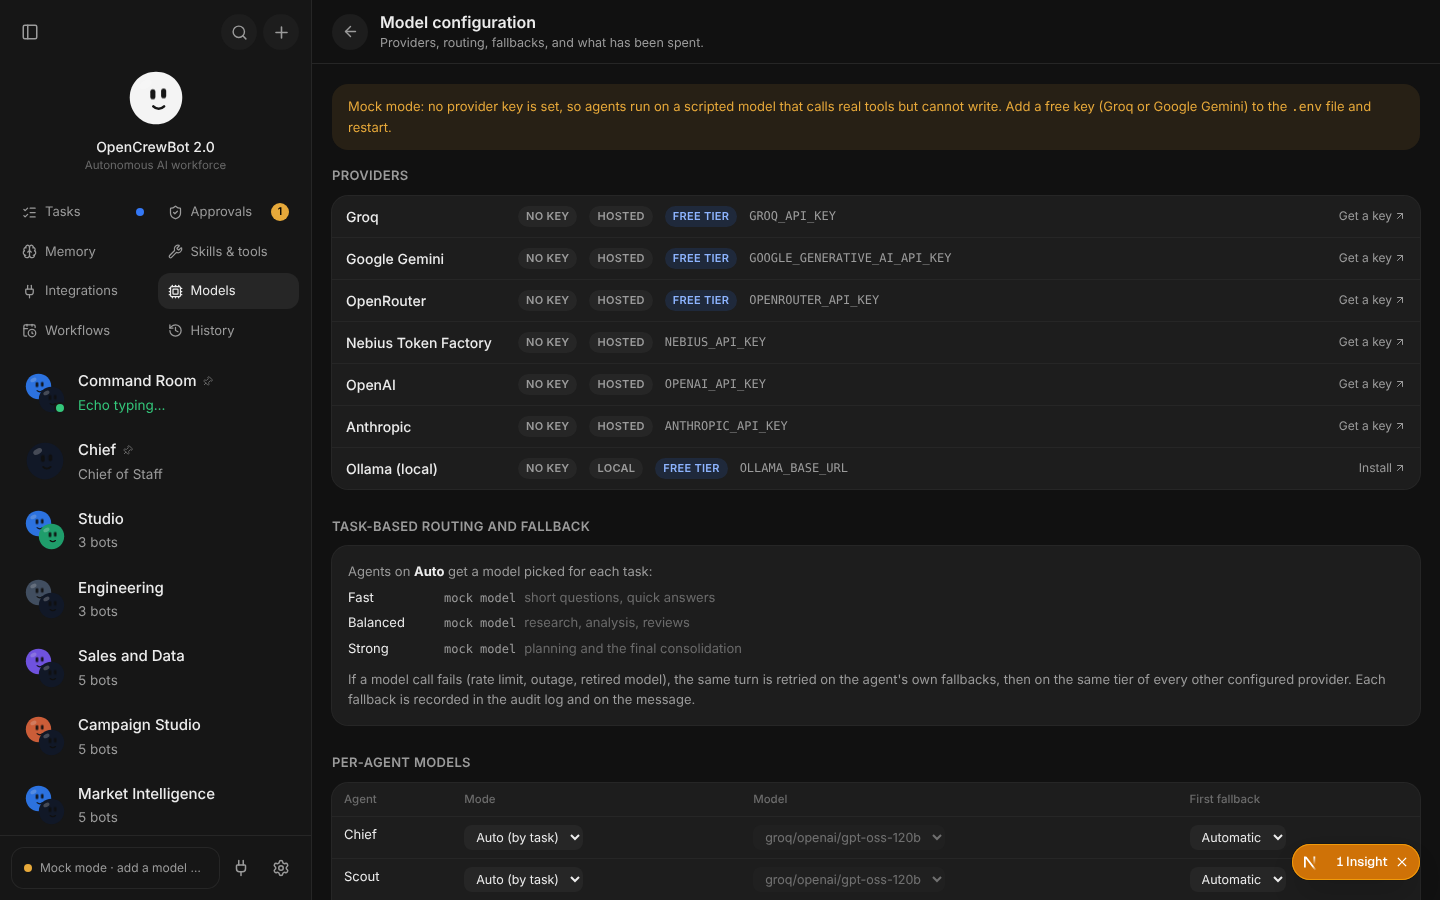 Model configuration
Providers, routing, fallbacks, and what has been spent.
OpenCrewBot 2.0
Autonomous AI workforce
Tasks
Approvals
1
Memory
Skills & tools
Integrations
Models
Workflows
History
Command Room
Echo typing...
Chief
Chief of Staff
Studio
3 bots
Engineering
3 bots
Sales and Data
5 bots
Campaign Studio
5 bots
Market Intelligence
5 bots
Mock mode · add a model ...
Mock mode: no provider key is set, so agents run on a scripted model that calls real tools but cannot write. Add a free key (Groq or Google Gemini) to the .env file and
restart.
PROVIDERS
Groq NO KEY HOSTED FREE TIER GROQ_API_KEY Get a key
Google Gemini NO KEY HOSTED FREE TIER GOOGLE_GENERATIVE_AI_API_KEY Get a key
OpenRouter NO KEY HOSTED FREE TIER OPENROUTER_API_KEY Get a key
Nebius Token Factory NO KEY HOSTED NEBIUS_API_KEY Get a key
OpenAI NO KEY HOSTED OPENAI_API_KEY Get a key
Anthropic NO KEY HOSTED ANTHROPIC_API_KEY Get a key
Ollama (local) NO KEY LOCAL FREE TIER OLLAMA_BASE_URL Install
TASK-BASED ROUTING AND FALLBACK
Agents on Auto get a model picked for each task:
Fast mock model short questions, quick answers
Balanced mock model research, analysis, reviews
Strong mock model planning and the final consolidation
If a model call fails (rate limit, outage, retired model), the same turn is retried on the agent's own fallbacks, then on the same tier of every other configured provider. Each
fallback is recorded in the audit log and on the message.
PER-AGENT MODELS
Agent Mode Model First fallback
Chief Auto (by task) groq/openai/gpt-oss-120b Automatic
Scout Auto (by task) groq/openai/gpt-oss-120b Automatic
1 Insight